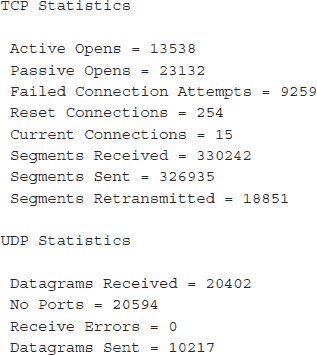 TCP Statistics
Active Opens = 13538
Passive Opens = 23132
Failed Connection Attempts = 9259
Reset Connections = 254
Current Connections = 15
Segments Received = 330242
Segments Sent = 326935
Segments Retransmitted = 18851
UDP Statistics
Datagrams Received = 20402
No Ports = 20594
Receive Errors = 0
Datagrams Sent = 10217